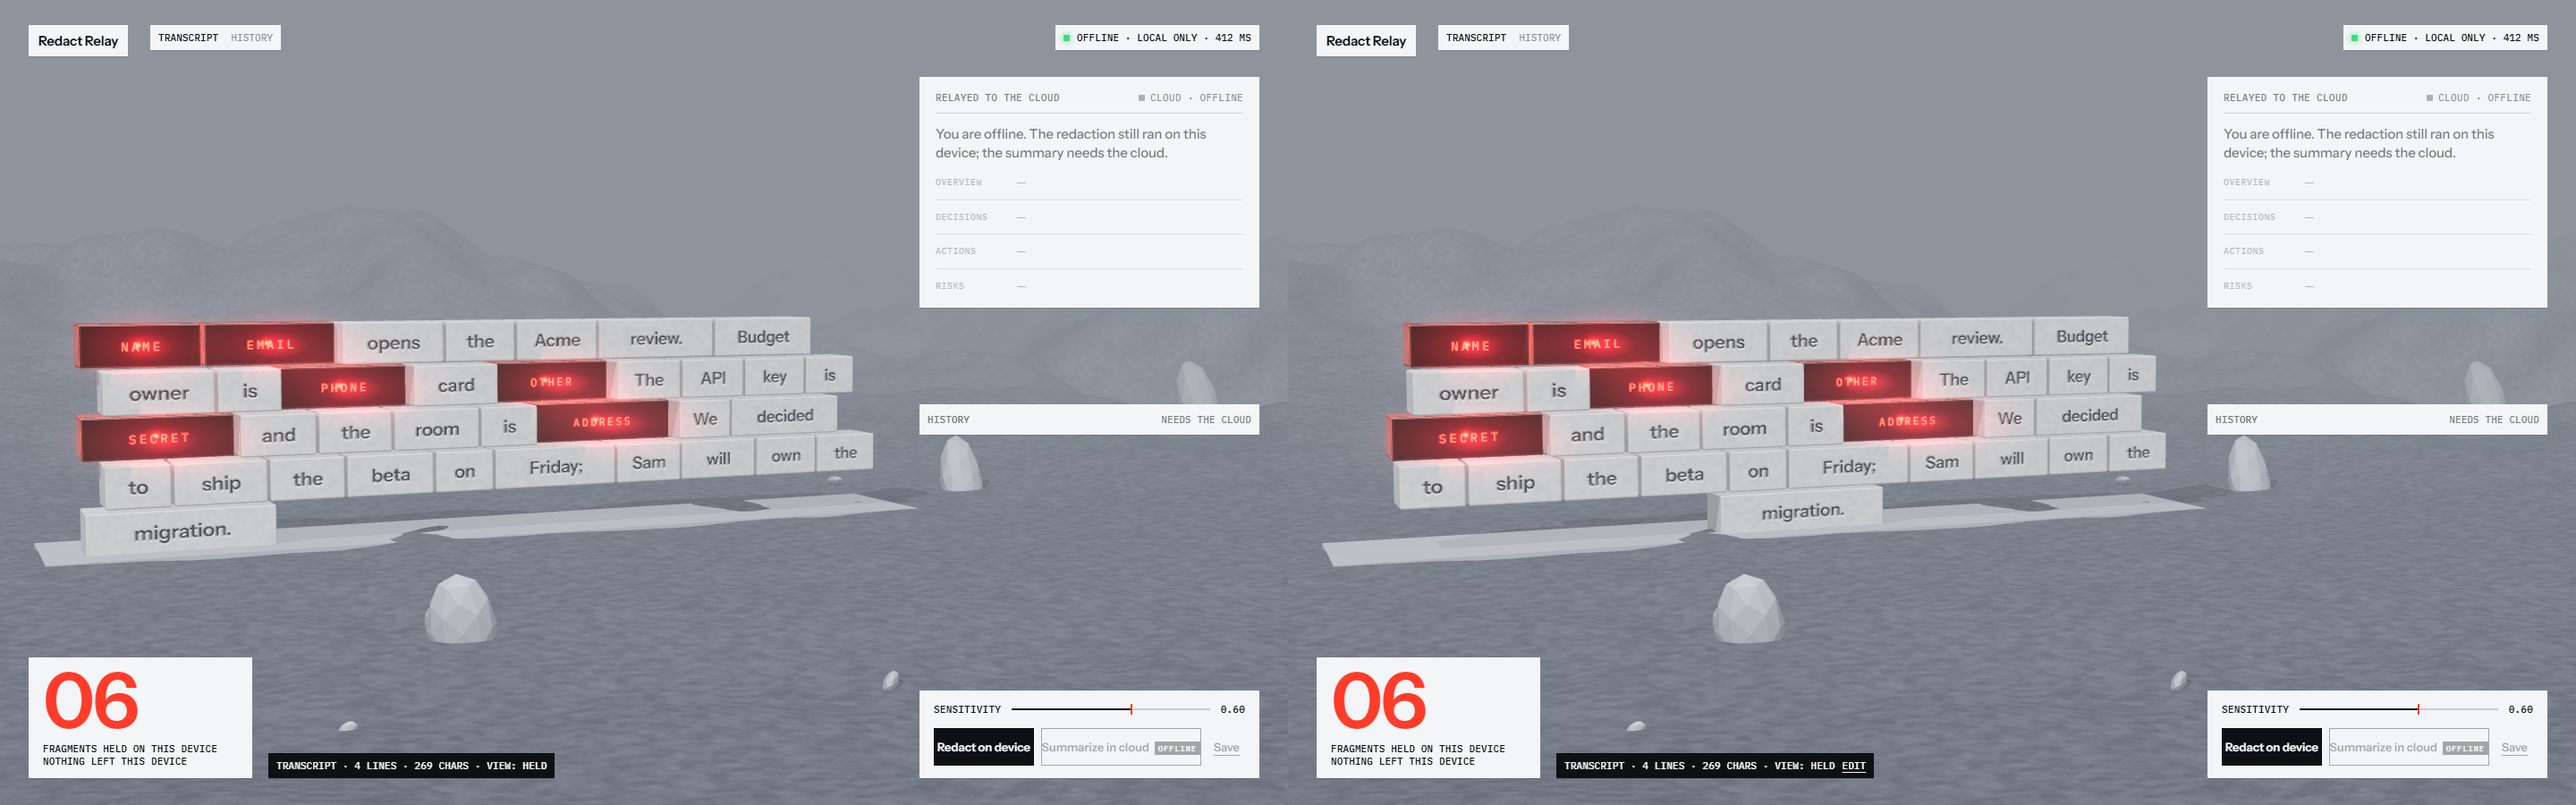 Redact Relay
TRANSCRIPT HISTORY
OFFLINE · LOCAL ONLY · 412 MS
RELAYED TO THE CLOUD
CLOUD · OFFLINE
You are offline. The redaction still ran on this
device; the summary needs the cloud.
OVERVIEW —
DECISIONS —
ACTIONS —
RISKS —
NAME EMAIL opens the Acme review. Budget
owner is PHONE card OTHER The API key is
SECRET and the room is ADDRESS We decided
to ship the beta on Friday; Sam will own the
migration.
HISTORY NEEDS THE CLOUD
06
FRAGMENTS HELD ON THIS DEVICE
NOTHING LEFT THIS DEVICE
TRANSCRIPT · 4 LINES · 269 CHARS · VIEW: HELD
SENSITIVITY 0.60
Redact on device Summarize in cloud OFFLINE Save
Redact Relay
TRANSCRIPT HISTORY
OFFLINE · LOCAL ONLY · 412 MS
RELAYED TO THE CLOUD
CLOUD · OFFLINE
You are offline. The redaction still ran on this
device; the summary needs the cloud.
OVERVIEW —
DECISIONS —
ACTIONS —
RISKS —
NAME EMAIL opens the Acme review. Budget
owner is PHONE card OTHER The API key is
SECRET and the room is ADDRESS We decided
to ship the beta on Friday; Sam will own the
migration.
HISTORY NEEDS THE CLOUD
06
FRAGMENTS HELD ON THIS DEVICE
NOTHING LEFT THIS DEVICE
TRANSCRIPT · 4 LINES · 269 CHARS · VIEW: HELD EDIT
SENSITIVITY 0.60
Redact on device Summarize in cloud OFFLINE Save